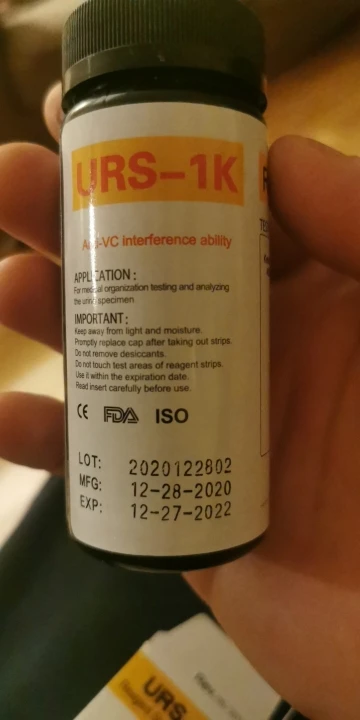 URS-1K
Anti-VC interference ability
APPLICATION:
For medical organization testing and analyzing
the urine specimen
IMPORTANT:
Keep away from light and moisture.
Promptly replace cap after taking out strips.
Do not remove desiccants.
Do not touch test areas of reagent strips.
Use it within the expiration date.
Read insert carefully before use.
CE FDA ISO
LOT: 2020122802
MFG: 12-28-2020
EXP: 12-27-2022
URS
Reagent